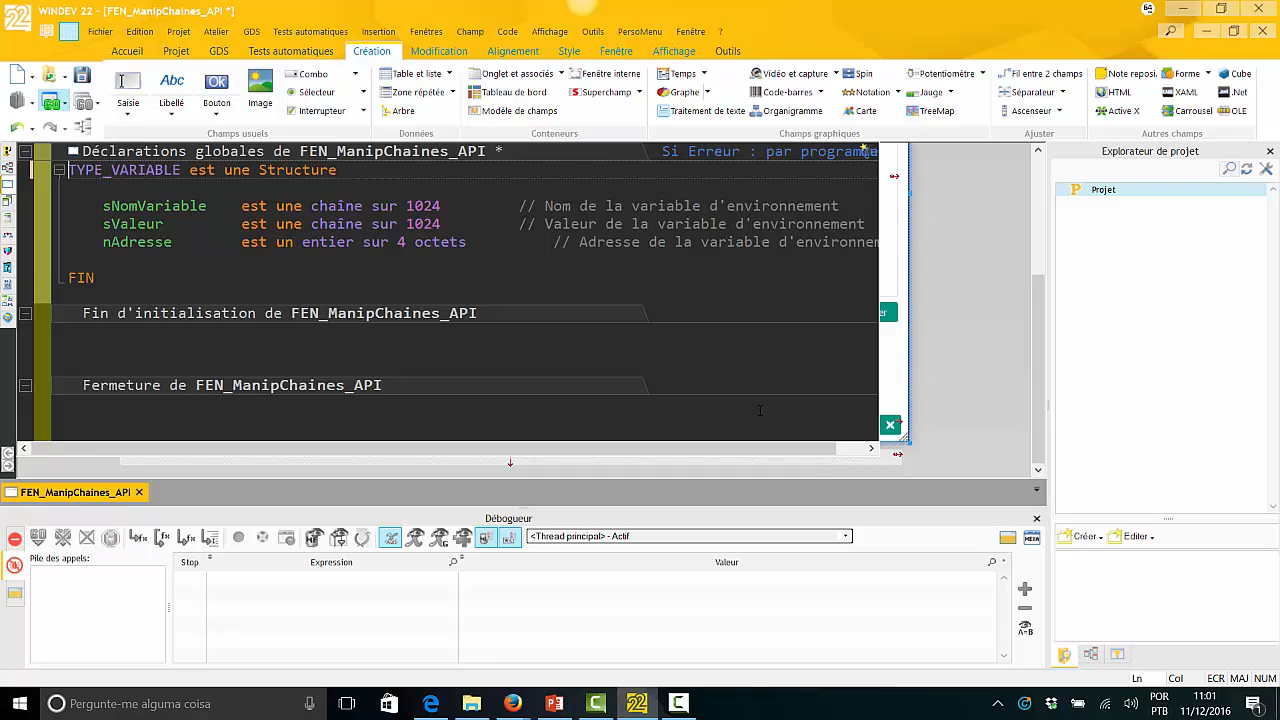 WINDEV 22 - [FEN_ManipChaines_API *]
64
Fichier Edition Projet Atelier GDS Tests automatiques Insertion Fenêtres Champ Code Affichage Outils PersoMenu Fenêtre ?
Accueil Projet GDS Tests automatiques Création Modification Alignement Style Fenêtre Affichage Outils
Saisie
Abc
Libellé
Ok
Bouton
Image
Combo
Sélecteur
Interrupteur
Champs usuels
Table et liste
Zone répétée
Arbre
Données
Onglet et associés
Tableau de bord
Modèle de champs
Fenêtre interne
Superchamp
Conteneurs
Temps
Graphe
Traitement de texte
Video et capture
Code-barres
Organigramme
Spin
Notation
Carte
Potentiomètre
Jauge
TreeMap
Champs graphiques
Fil entre 2 champs
Séparateur
Ascenseur
Ajuster
Note reposi.
HTML
Active X
Forme
XAML
Carrousel
Cube
.Net
OLE
Autres champs
Déclarations globales de FEN_ManipChaines_API * Si Erreur : par programme
TYPE_VARIABLE est une Structure
sNomVariable est une chaîne sur 1024 // Nom de la variable d'environnement
sValeur est une chaîne sur 1024 // Valeur de la variable d'environnement
nAdresse est un entier sur 4 octets // Adresse de la variable d'environnem
FIN
Fin d'initialisation de FEN_ManipChaines_API
er
Fermeture de FEN_ManipChaines_API
FEN_ManipChaines_API
Explorateur de projet
Projet
Créer Editer
Débogueur
<Thread principal> - Actif
META
Pile des appels:
Stop Expression Valeur
A=B
Ln Col ECR MAJ NUM
Pergunte-me alguma coisa
22
POR
PTB
11:01
11/12/2016